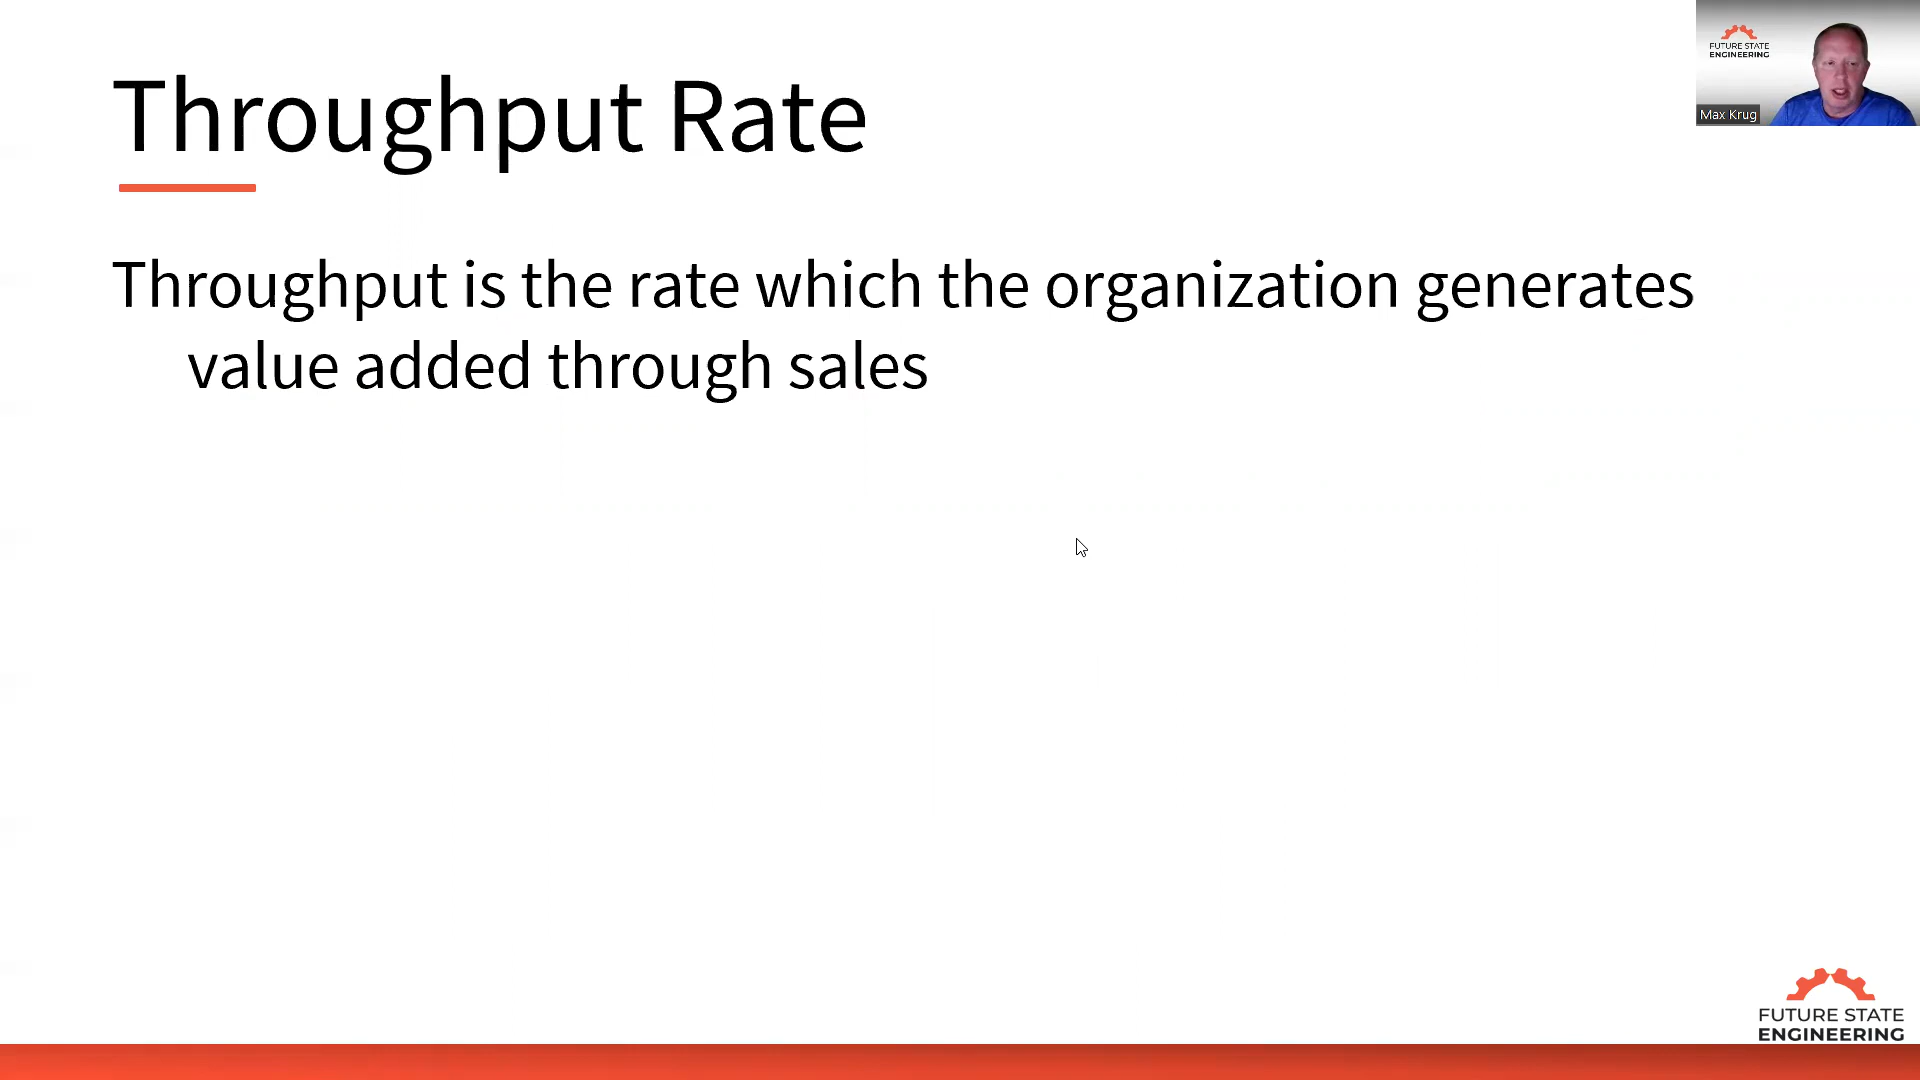 Throughput Rate
FUTURE STATE
ENGINEERING
Max Krug
Throughput is the rate which the organization generates
value added through sales
FUTURE STATE
ENGINEERING